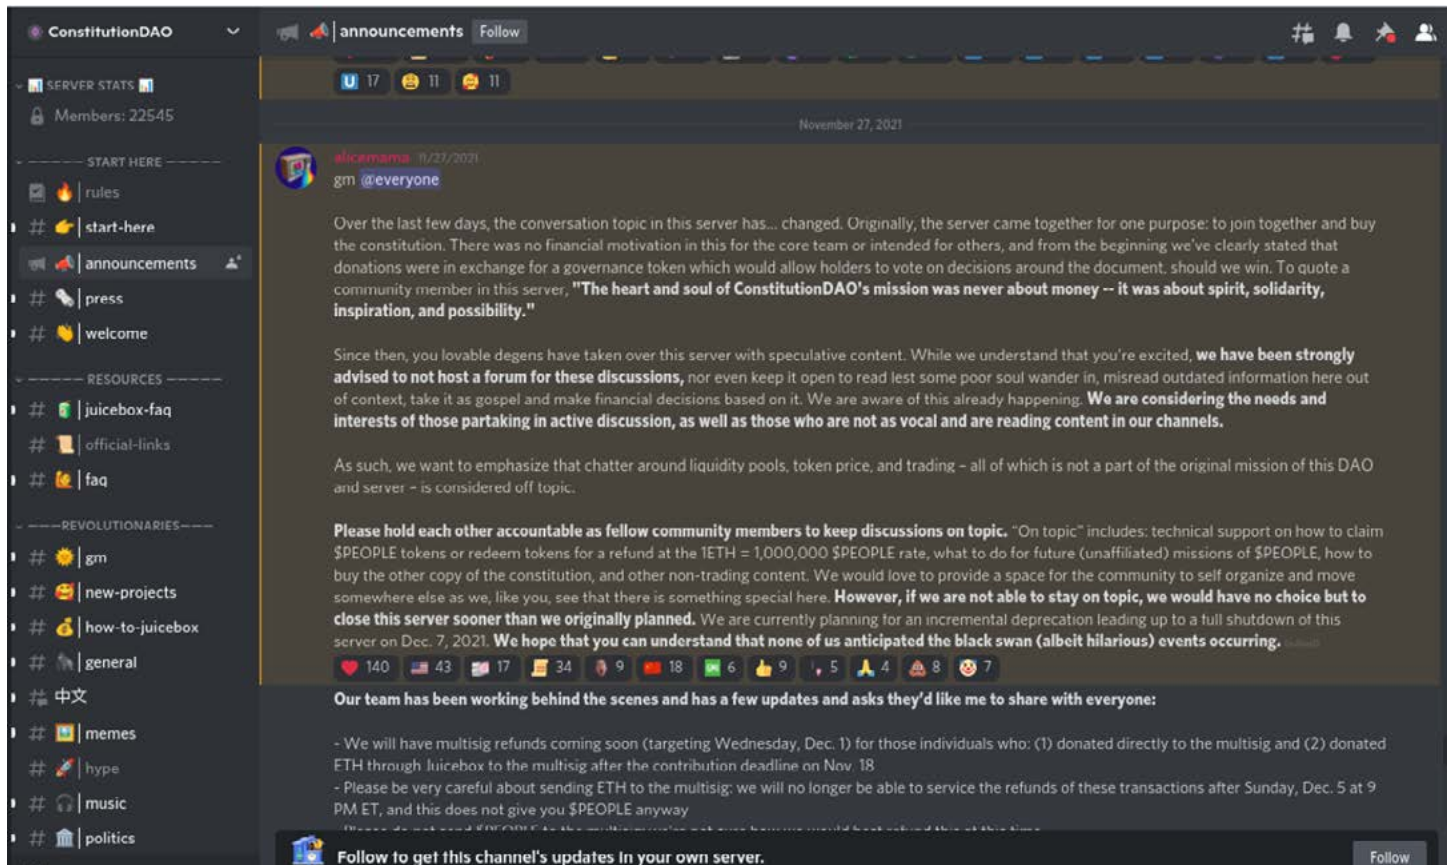 ConstitutionDAO
announcements Follow
SERVER STATS
Members: 22545
START HERE
rules
start-here
announcements
press
welcome
RESOURCES
juicebox-faq
official-links
faq
REVOLUTIONARIES
gm
new-projects
how-to-juicebox
general
中文
memes
hype
music
politics
17 11 11
November 27, 2021
alicemama 11/27/2021
gm @everyone
Over the last few days, the conversation topic in this server has... changed. Originally, the server came together for one purpose: to join together and buy
the constitution. There was no financial motivation in this for the core team or intended for others, and from the beginning we've clearly stated that
donations were in exchange for a governance token which would allow holders to vote on decisions around the document, should we win. To quote a
community member in this server, "The heart and soul of ConstitutionDAO's mission was never about money -- it was about spirit, solidarity,
inspiration, and possibility."
Since then, you lovable degens have taken over this server with speculative content. While we understand that you're excited, we have been strongly
advised to not host a forum for these discussions, nor even keep it open to read lest some poor soul wander in, misread outdated information here out
of context, take it as gospel and make financial decisions based on it. We are aware of this already happening. We are considering the needs and
interests of those partaking in active discussion, as well as those who are not as vocal and are reading content in our channels.
As such, we want to emphasize that chatter around liquidity pools, token price, and trading – all of which is not a part of the original mission of this DAO
and server – is considered off topic.
Please hold each other accountable as fellow community members to keep discussions on topic. "On topic" includes: technical support on how to claim
$PEOPLE tokens or redeem tokens for a refund at the 1ETH = 1,000,000 $PEOPLE rate, what to do for future (unaffiliated) missions of $PEOPLE, how to
buy the other copy of the constitution, and other non-trading content. We would love to provide a space for the community to self organize and move
somewhere else as we, like you, see that there is something special here. However, if we are not able to stay on topic, we would have no choice but to
close this server sooner than we originally planned. We are currently planning for an incremental deprecation leading up to a full shutdown of this
server on Dec. 7, 2021. We hope that you can understand that none of us anticipated the black swan (albeit hilarious) events occurring.
140 43 17 34 9 18 6 9 5 4 8 7
Our team has been working behind the scenes and has a few updates and asks they'd like me to share with everyone:
- We will have multisig refunds coming soon (targeting Wednesday, Dec. 1) for those individuals who: (1) donated directly to the multisig and (2) donated
ETH through Juicebox to the multisig after the contribution deadline on Nov. 18
- Please be very careful about sending ETH to the multisig: we will no longer be able to service the refunds of these transactions after Sunday, Dec. 5 at 9
PM ET, and this does not give you $PEOPLE anyway
Follow to get this channel's updates in your own server. Follow